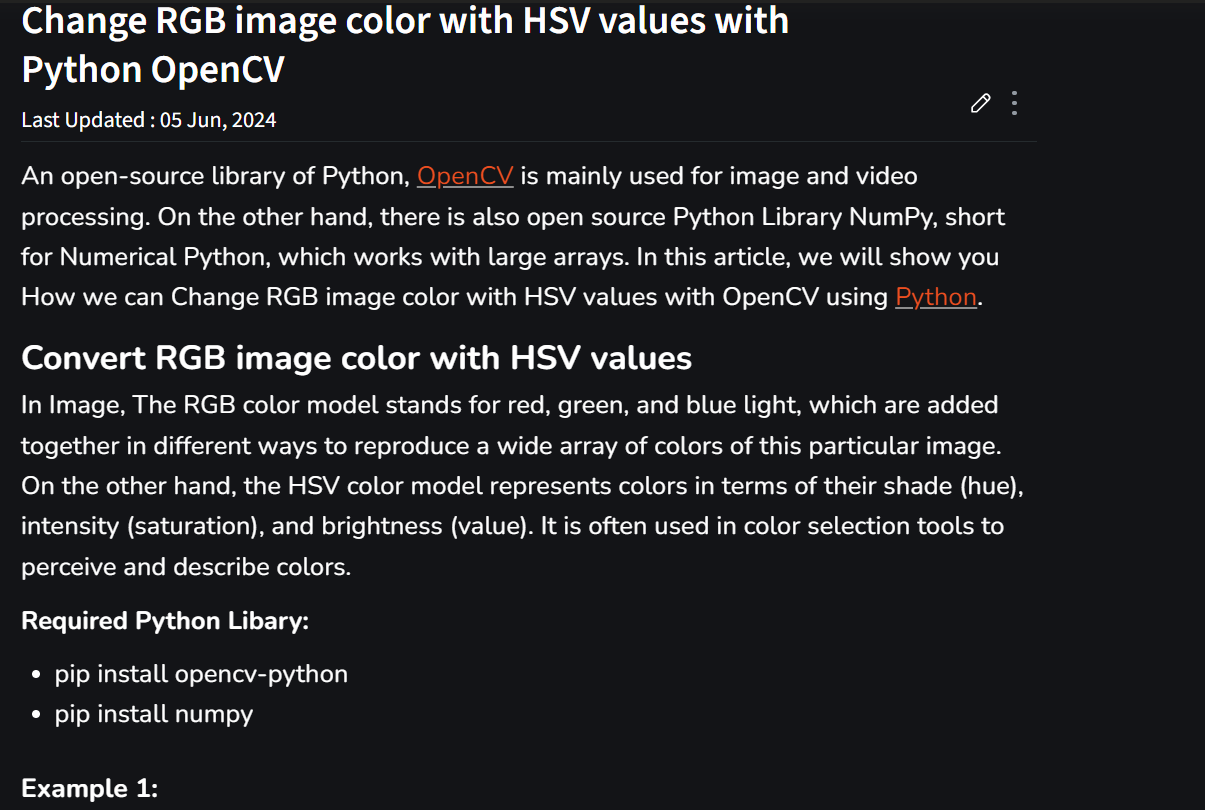 Change RGB image color with HSV values with
Python OpenCV
Last Updated : 05 Jun, 2024
An open-source library of Python, OpenCV is mainly used for image and video
processing. On the other hand, there is also open source Python Library NumPy, short
for Numerical Python, which works with large arrays. In this article, we will show you
How we can Change RGB image color with HSV values with OpenCV using Python.
Convert RGB image color with HSV values
In Image, The RGB color model stands for red, green, and blue light, which are added
together in different ways to reproduce a wide array of colors of this particular image.
On the other hand, the HSV color model represents colors in terms of their shade (hue),
intensity (saturation), and brightness (value). It is often used in color selection tools to
perceive and describe colors.
Required Python Libary:
• pip install opencv-python
• pip install numpy
Example 1: